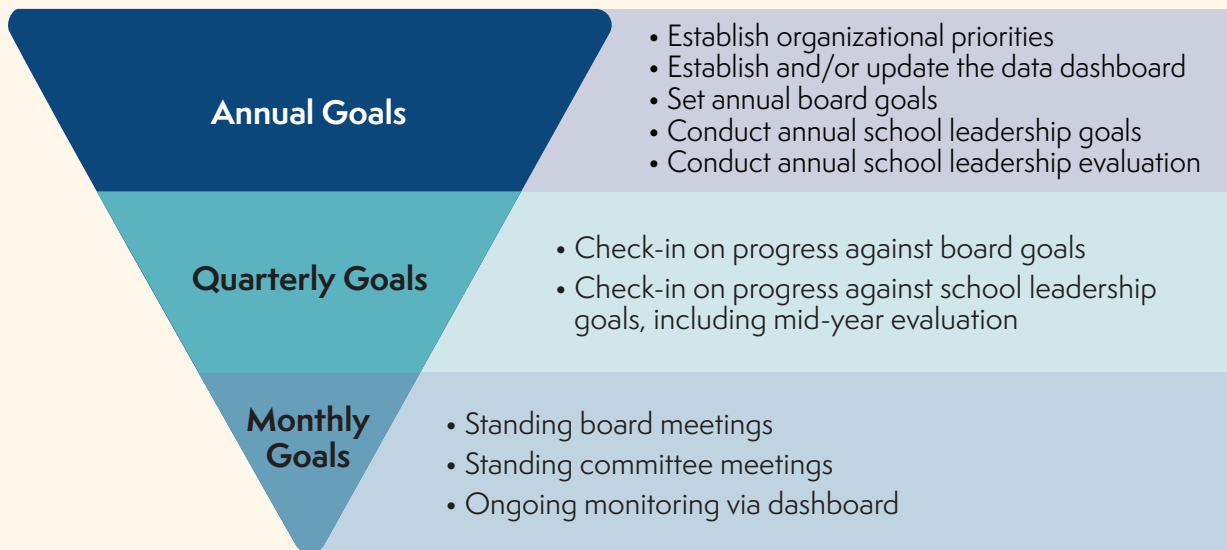 Annual Goals
• Establish organizational priorities
• Establish and/or update the data dashboard
• Set annual board goals
• Conduct annual school leadership goals
• Conduct annual school leadership evaluation
Quarterly Goals
• Check-in on progress against board goals
• Check-in on progress against school leadership
goals, including mid-year evaluation
Monthly
Goals
• Standing board meetings
• Standing committee meetings
• Ongoing monitoring via dashboard